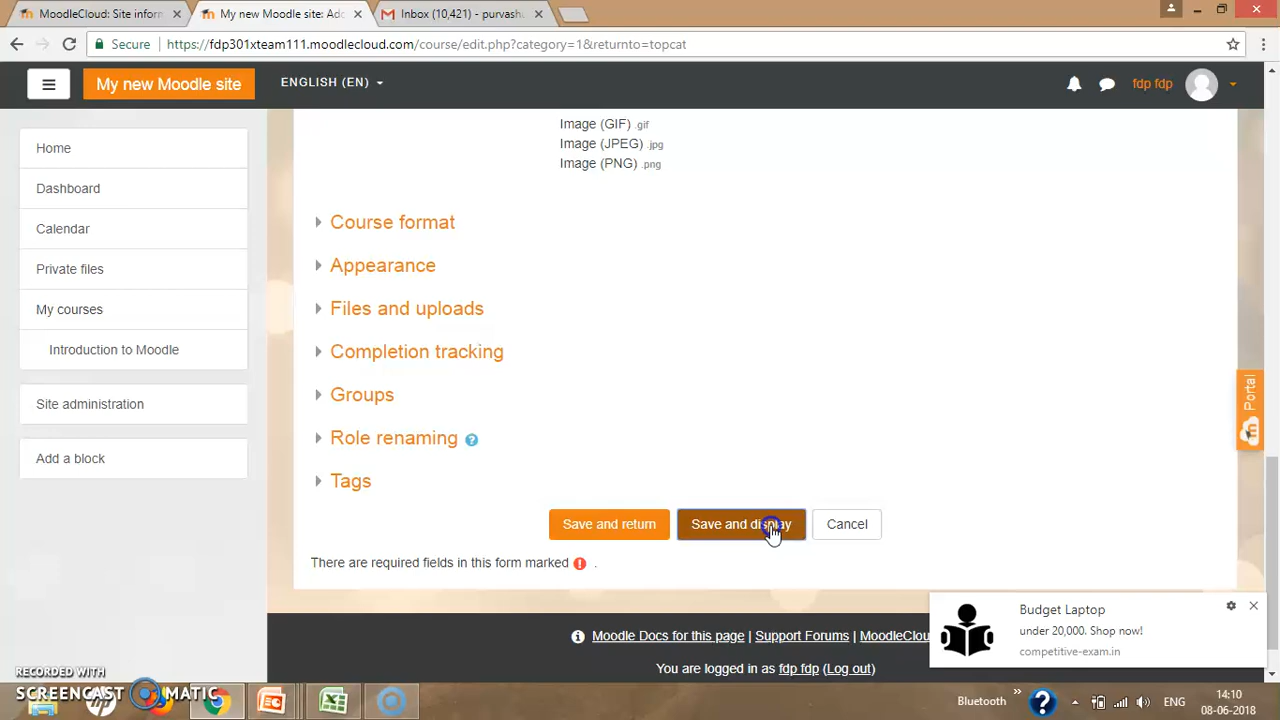 MoodleCloud: Site inforn
My new Moodle site: Add
Inbox (10,421) - purvashu
Secure
https://fdp301xteam111.moodlecloud.com/course/edit.php?category=1&returnto=topcat
My new Moodle site
ENGLISH (EN)
fdp fdp
Home
Dashboard
Calendar
Private files
My courses
Introduction to Moodle
Site administration
Add a block
Image (GIF) .gif
Image (JPEG) .jpg
Image (PNG) .png
Course format
Appearance
Files and uploads
Completion tracking
Groups
Role renaming
Tags
Save and return
Save and display
Cancel
There are required fields in this form marked .
Portal
Budget Laptop
under 20,000. Shop now!
competitive-exam.in
Moodle Docs for this page | Support Forums | MoodleClou
You are logged in as fdp fdp (Log out)
RECORDED WITH
SCREENCAST MATIC
Bluetooth
ENG
14:10
08-06-2018